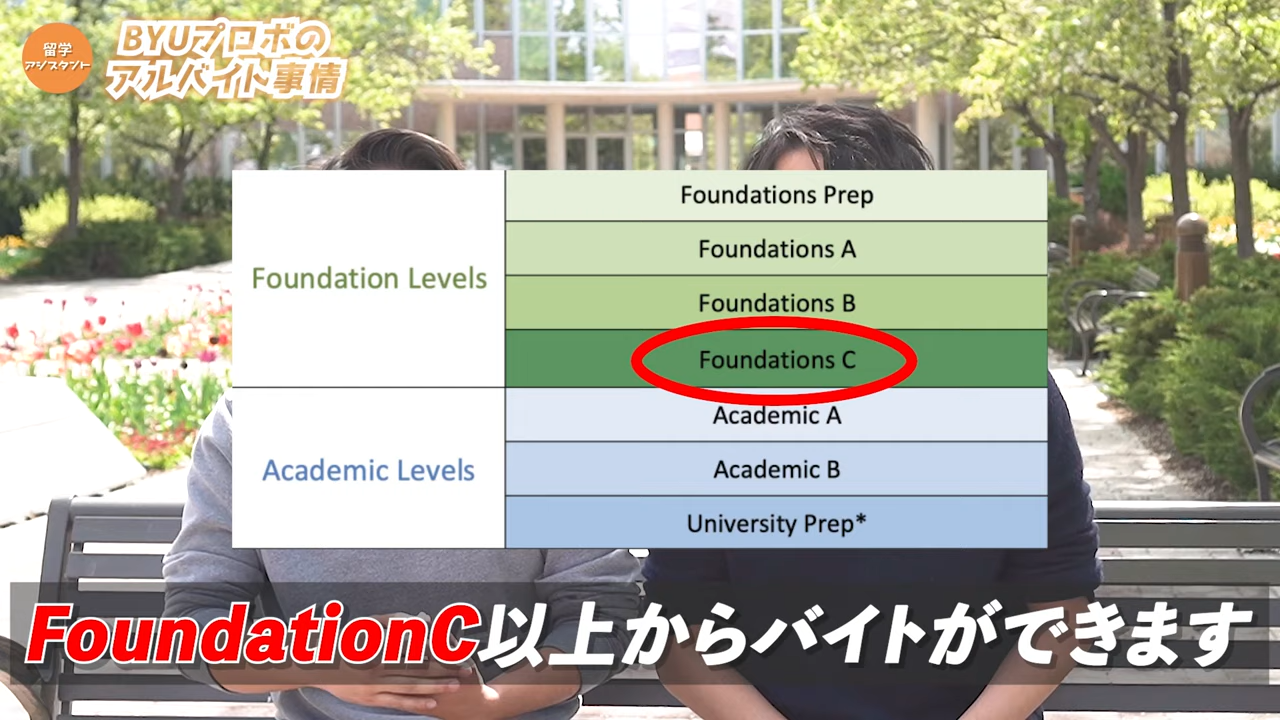 留学
アシスタント
BYUプロボの
アルバイト事情
Foundation Levels
Foundations Prep
Foundations A
Foundations B
Foundations C
Academic Levels
Academic A
Academic B
University Prep*
FoundationC以上からバイトができます